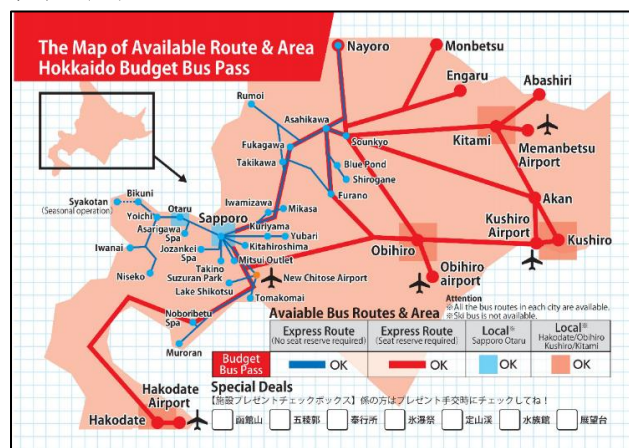 The Map of Available Route & Area
Hokkaido Budget Bus Pass
Nayoro
Monbetsu
Engaru
Abashiri
Rumoi
Asahikawa
Sounkyo
Kitami
Memanbetsu
Airport
Fukagawa
Takikawa
Blue Pond
Shirogane
Furano
Bikuni
Syakotan
(Seasonal operation)
Otaru
Yoichi
Sapporo
Iwamizawa
Mikasa
Kuriyama
Yubari
Kitahiroshima
Asarigawa
Spa
Jozankei
Spa
Mitsui Outlet
Iwanai
Niseko
Takino
Suzuran Park
New Chitose Airport
Lake Shikotsu
Tomakomai
Noboribetu
Spa
Muroran
Akan
Kushiro
Airport
Kushiro
Obihiro
Obihiro
airport
Hakodate
Airport
Hakodate
Attention
※All the bus routes in each city are available.
※Ski bus is not available.
Avaiable Bus Routes & Area
Express Route
(No seat reserve required)
Express Route
(Seat reserve required)
Local※
Sapporo Otaru
Local※
Hakodate/Obihiro
Kushiro/Kitami
Budget
Bus Pass
OK
OK
OK
OK
Special Deals
【施設プレゼントチェックボックス】係の方はプレゼント手交時にチェックしてね！
函館山
五稜郭
奉行所
氷瀑祭
定山渓
水族館
展望台